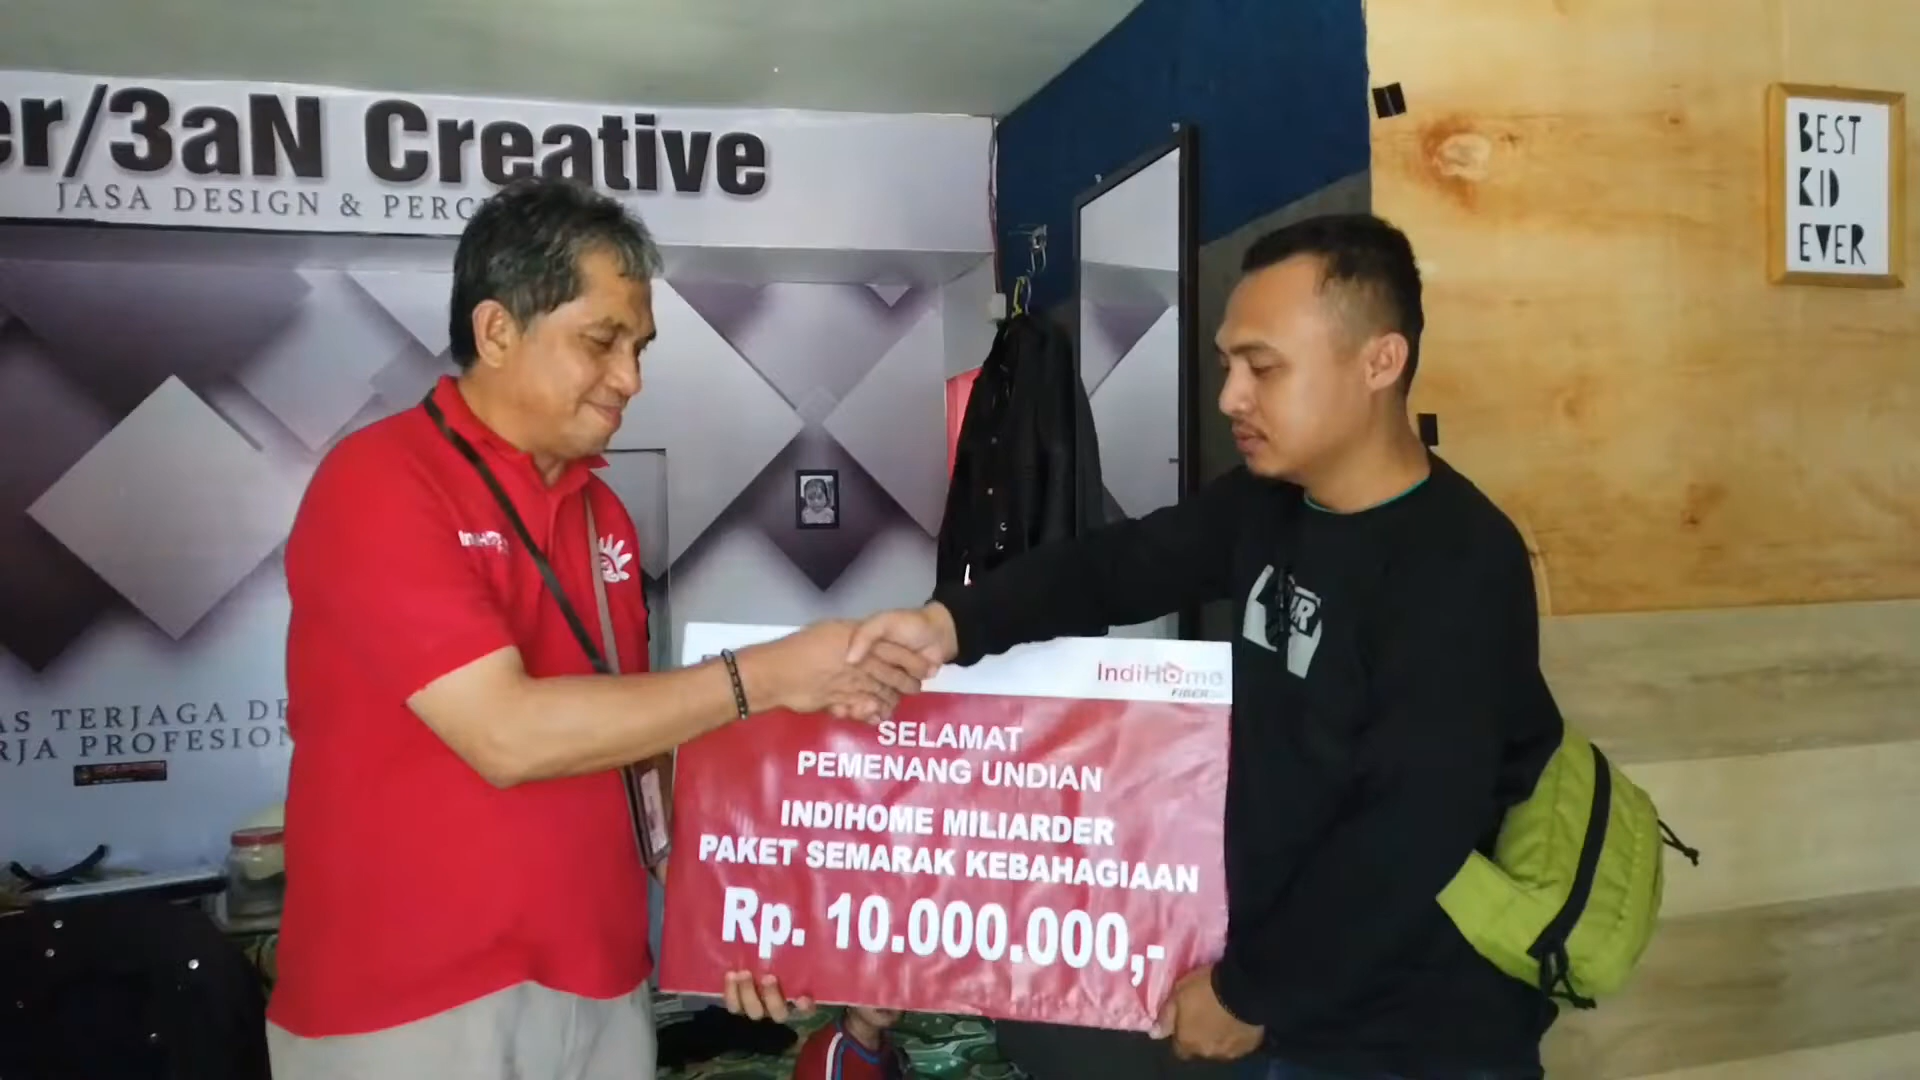 er/3aN Creative
JASA DESIGN & PERC
BEST
KID
EVER
AS TERJAGA DE
RJA PROFESION
IndiHome
FIBER
SELAMAT
PEMENANG UNDIAN
INDIHOME MILIARDER
PAKET SEMARAK KEBAHAGIAAN
Rp. 10.000.000,-